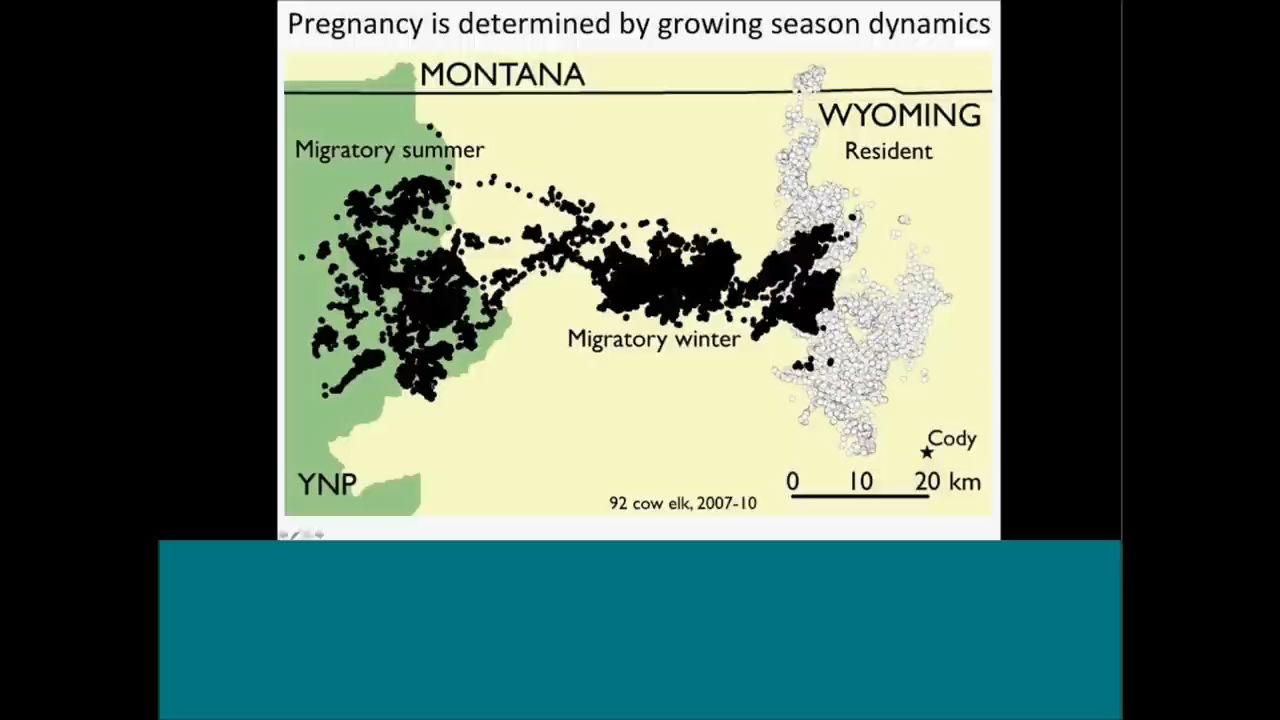 Pregnancy is determined by growing season dynamics
MONTANA
WYOMING
Migratory summer
Resident
Migratory winter
Cody
YNP
0 10 20 km
92 cow elk, 2007-10